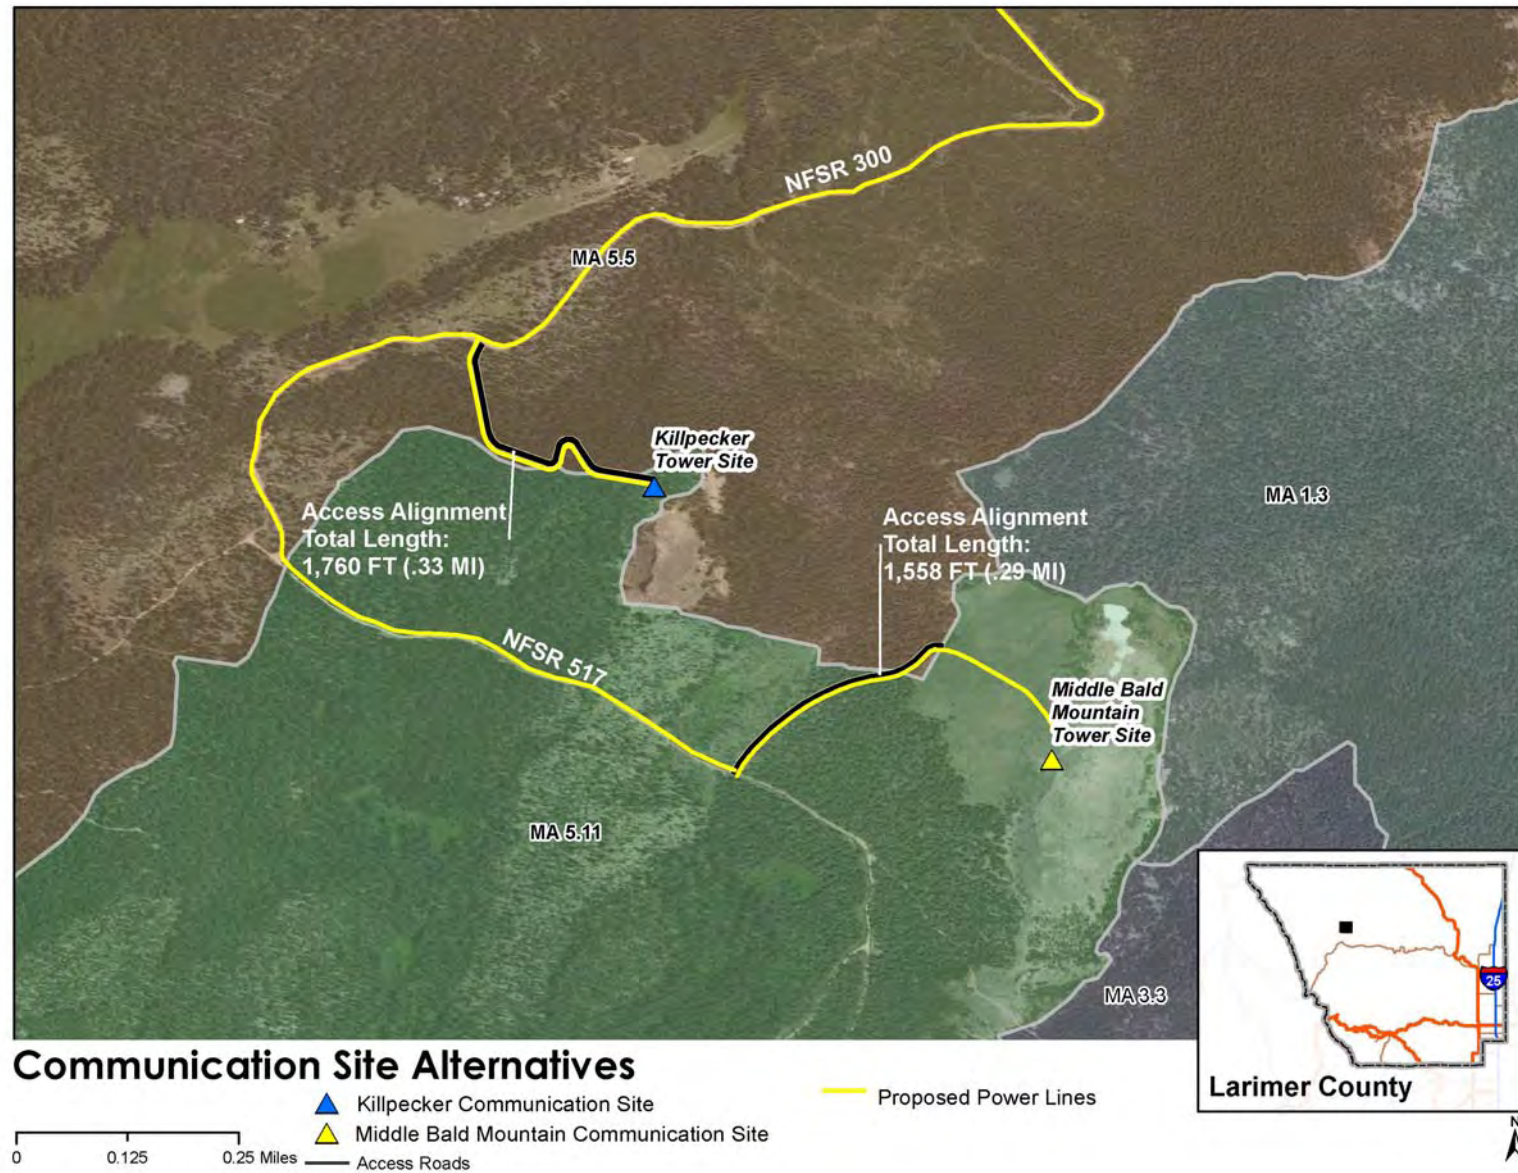 NFSR 300
MA 5.5
Killpecker
Tower Site
MA 1.3
Access Alignment
Total Length:
1,760 FT (.33 MI)
Access Alignment
Total Length:
1,558 FT (.29 MI)
NFSR 517
Middle Bald
Mountain
Tower Site
MA 5.11
MA 3.3
25
Larimer County
Communication Site Alternatives
Killpecker Communication Site
Middle Bald Mountain Communication Site
Access Roads
Proposed Power Lines
0 0.125 0.25 Miles
N